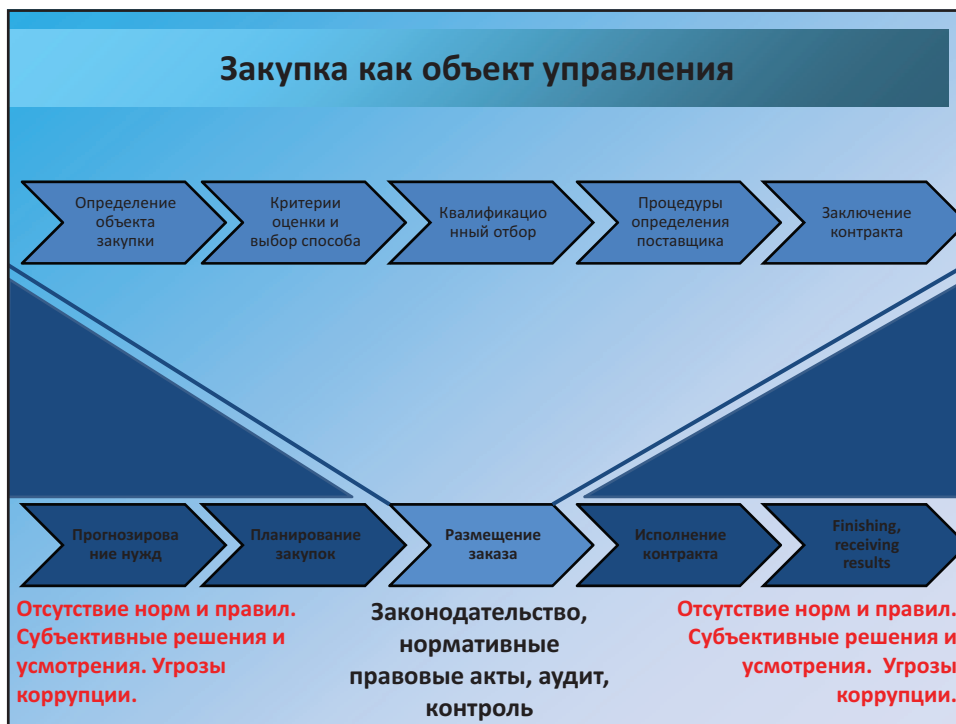 Закупка как объект управления
Определение
объекта
закупки
Критерии
оценки и
выбор способа
Квалификацио
нный отбор
Процедуры
определения
поставщика
Заключение
контракта
Прогнозирова
ние нужд
Планирование
закупок
Размещение
заказа
Исполнение
контракта
Finishing,
receiving
results
Отсутствие норм и правил.
Субъективные решения и
усмотрения. Угрозы
коррупции.
Законодательство,
нормативные
правовые акты, аудит,
контроль
Отсутствие норм и правил.
Субъективные решения и
усмотрения. Угрозы
коррупции.